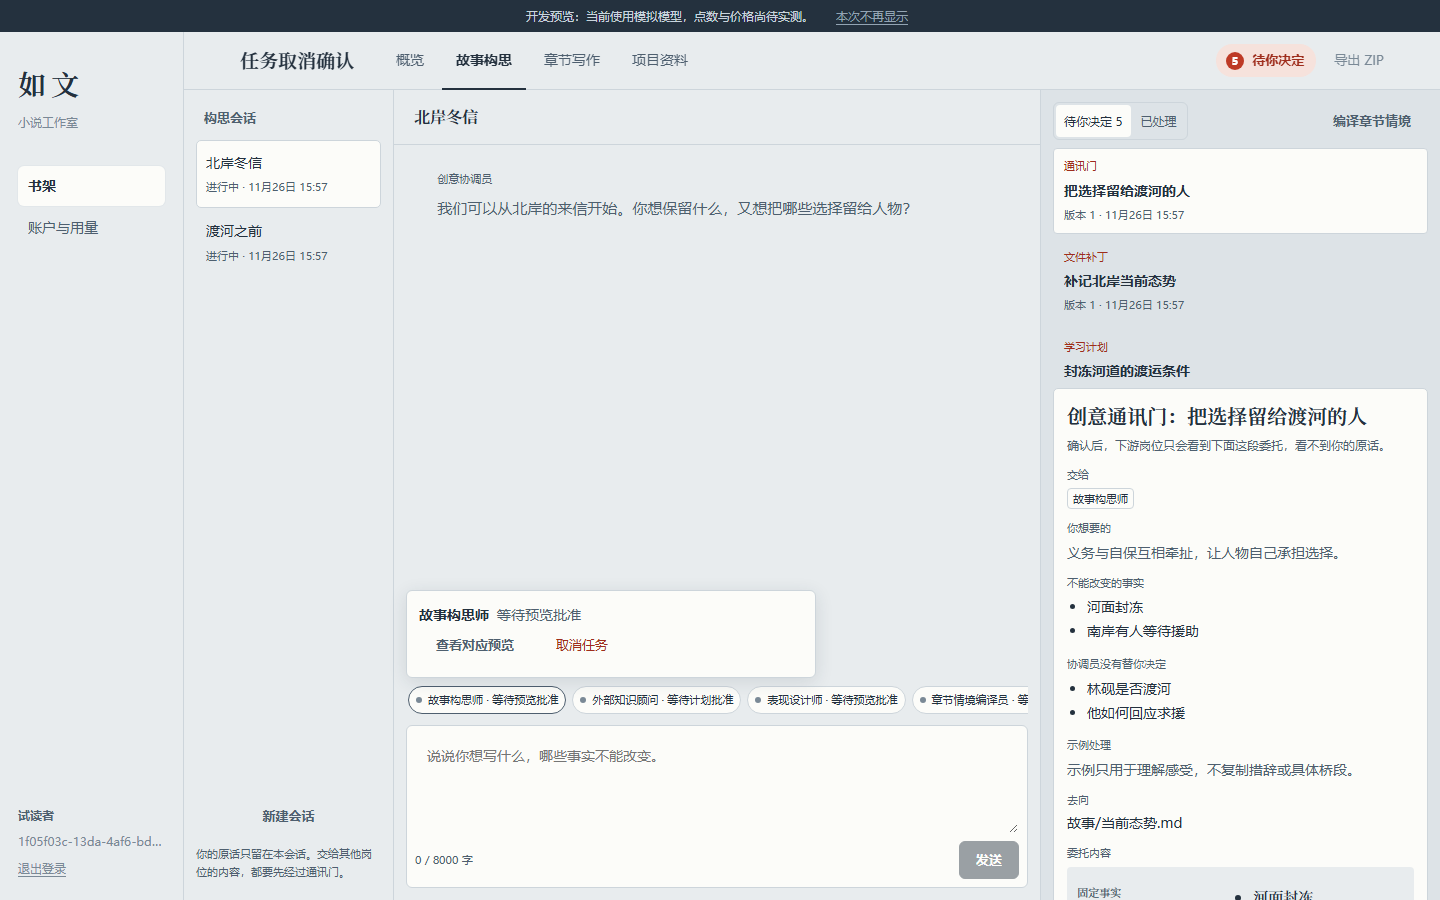 开发预览：当前使用模拟模型，点数与价格尚待实测。 本次不再显示
如文
小说工作室
书架
账户与用量
试读者
1f05f03c-13da-4af6-bd...
退出登录
任务取消确认 概览 故事构思 章节写作 项目资料
5 待你决定 导出 ZIP
构思会话
北岸冬信
进行中 · 11月26日 15:57
渡河之前
进行中 · 11月26日 15:57
新建会话
你的原话只留在本会话。交给其他岗
位的内容，都要先经过通讯门。
北岸冬信
创意协调员
我们可以从北岸的来信开始。你想保留什么，又想把哪些选择留给人物？
故事构思师 等待预览批准
查看对应预览 取消任务
故事构思师 · 等待预览批准 外部知识顾问 · 等待计划批准 表现设计师 · 等待预览批准 章节情境编译员 · 等
说说你想写什么，哪些事实不能改变。
0 / 8000 字
发送
待你决定 5 已处理 编译章节情境
通讯门
把选择留给渡河的人
版本 1 · 11月26日 15:57
文件补丁
补记北岸当前态势
版本 1 · 11月26日 15:57
学习计划
封冻河道的渡运条件
创意通讯门：把选择留给渡河的人
确认后，下游岗位只会看到下面这段委托，看不到你的原话。
交给
故事构思师
你想要的
义务与自保互相牵扯，让人物自己承担选择。
不能改变的事实
河面封冻
南岸有人等待援助
协调员没有替你决定
林砚是否渡河
他如何回应求援
示例处理
示例只用于理解感受，不复制措辞或具体桥段。
去向
故事/当前态势.md
委托内容
固定事实
河面封冻